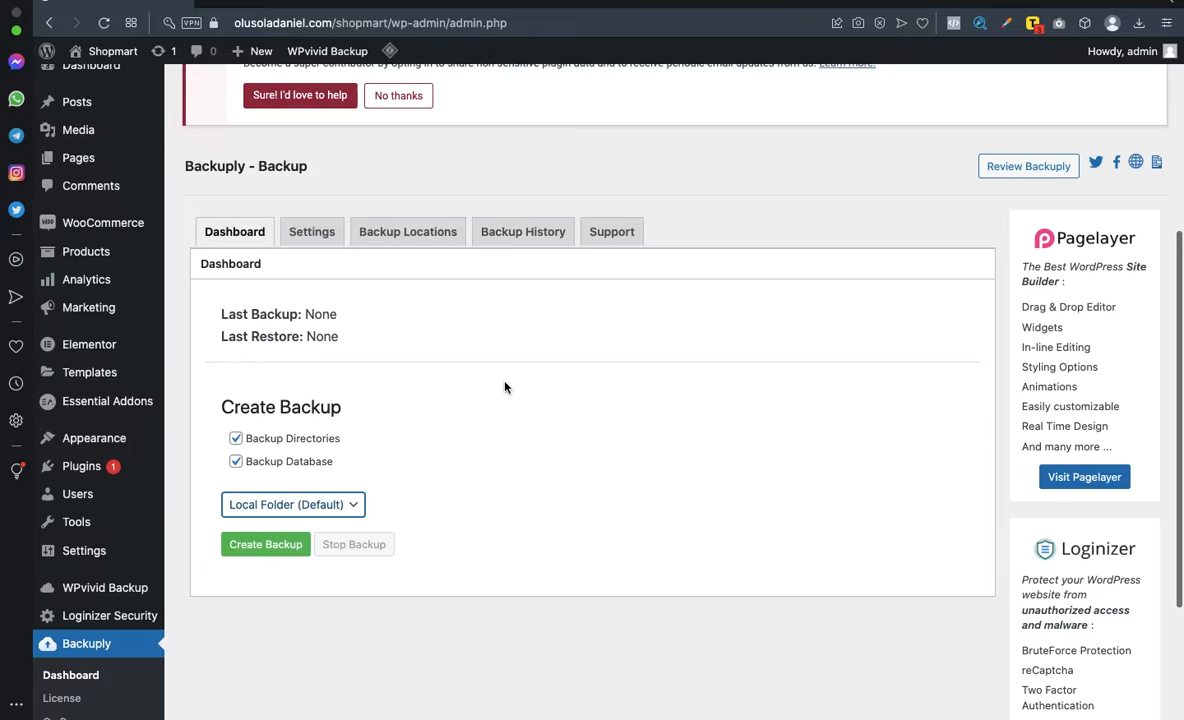 olusoladaniel.com/shopmart/wp-admin/admin.php
VPN
3
Shopmart
1
0
New
WPvivid Backup
Howdy, admin
Dashboard
Posts
Media
Pages
Comments
WooCommerce
Products
Analytics
Marketing
Elementor
Templates
Essential Addons
Appearance
Plugins 1
Users
Tools
Settings
WPvivid Backup
Loginizer Security
Backuply
Dashboard
License
Become a super contributor by opting in to share non sensitive plugin data and to receive periodic email updates from us. Learn more.
Sure! I'd love to help
No thanks
Backuply - Backup
Review Backuply
Dashboard
Settings
Backup Locations
Backup History
Support
Dashboard
Last Backup: None
Last Restore: None
Create Backup
Backup Directories
Backup Database
Local Folder (Default)
Create Backup
Stop Backup
Pagelayer
The Best WordPress Site
Builder :
Drag & Drop Editor
Widgets
In-line Editing
Styling Options
Animations
Easily customizable
Real Time Design
And many more ...
Visit Pagelayer
Loginizer
Protect your WordPress
website from
unauthorized access
and malware :
BruteForce Protection
reCaptcha
Two Factor
Authentication